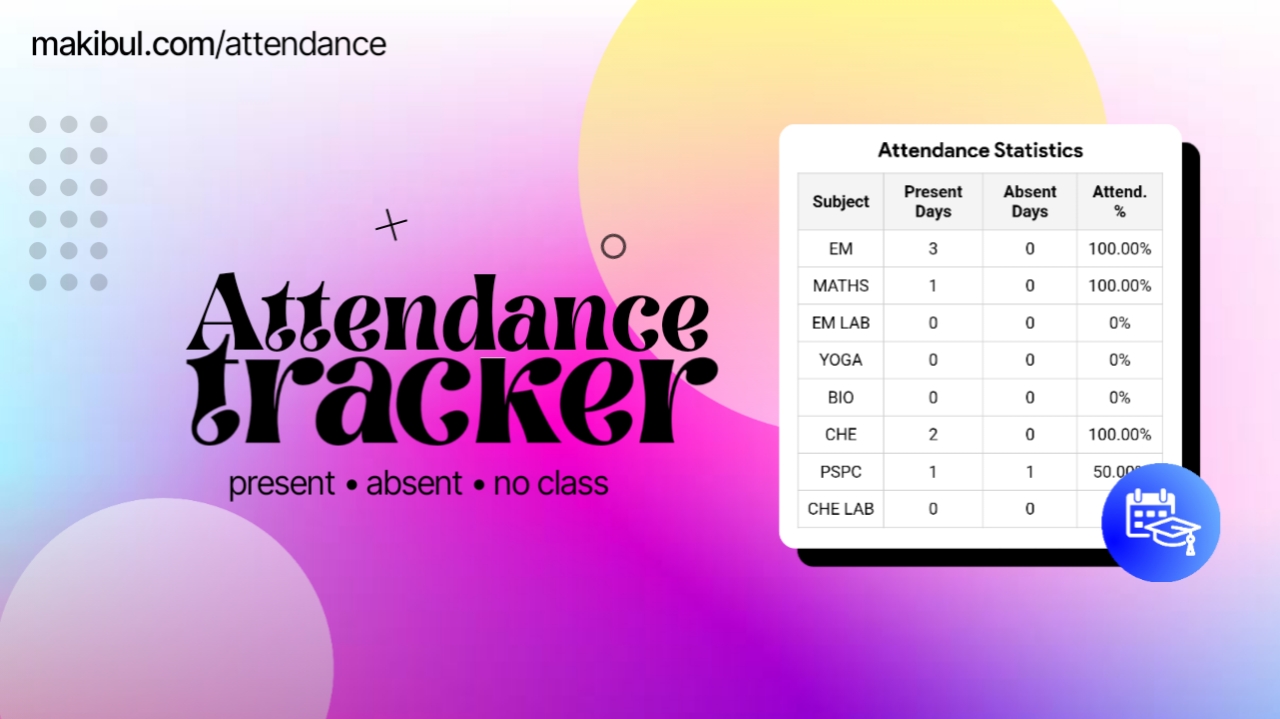 makibul.com/attendance
Attendance
tracker
present • absent • no class
Attendance Statistics
Subject Present Days Absent Days Attend. %
EM 3 0 100.00%
MATHS 1 0 100.00%
EM LAB 0 0 0%
YOGA 0 0 0%
BIO 0 0 0%
CHE 2 0 100.00%
PSPC 1 1 50.00%
CHE LAB 0 0